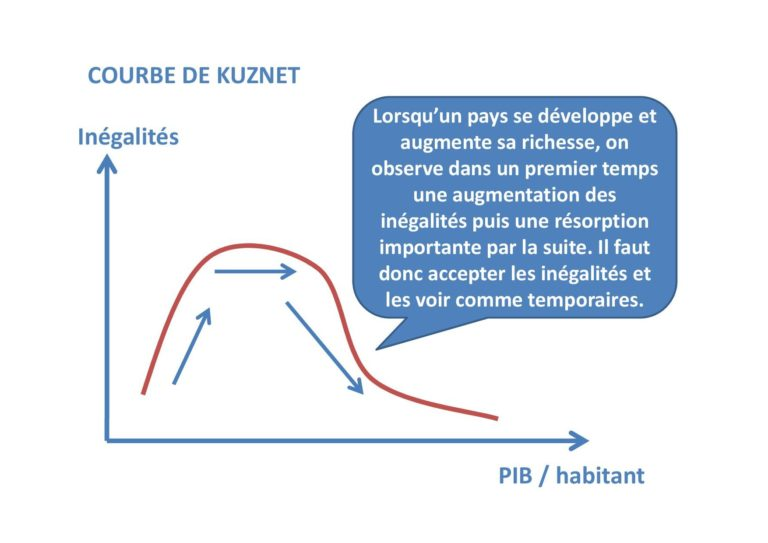 COURBE DE KUZNET
Inégalités
Lorsqu’un pays se développe et
augmente sa richesse, on
observe dans un premier temps
une augmentation des
inégalités puis une résorption
importante par la suite. Il faut
donc accepter les inégalités et
les voir comme temporaires.
PIB / habitant